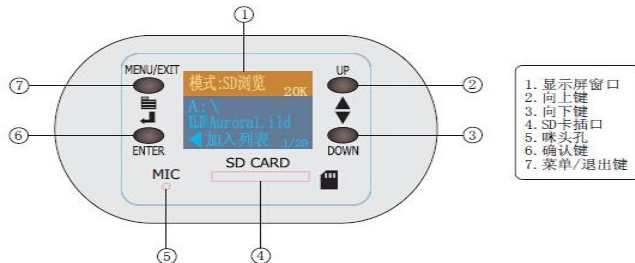 ①
MENU/EXIT
模式:SD浏览
20K
UP
⑦
②
A:\
AuroraL.ild
⑥
③
◀加入列表 1/20
ENTER
DOWN
SD CARD
MIC
⑤
④
1. 显示屏窗口
2. 向上键
3. 向下键
4. SD卡插口
5. 咪头孔
6. 确认键
7. 菜单/退出键